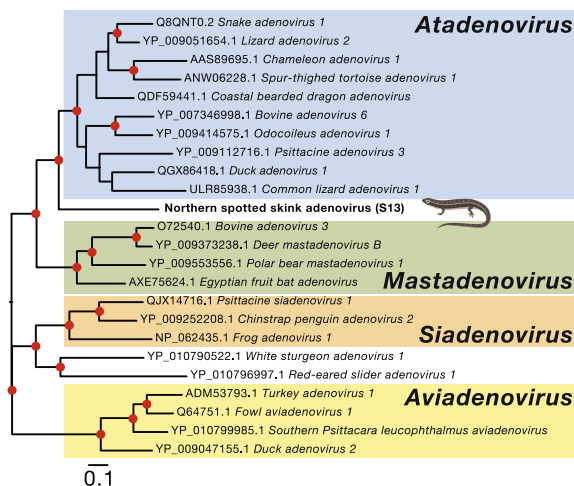 Atadenovirus
Q8QNT0.2 Snake adenovirus 1
YP_009051654.1 Lizard adenovirus 2
AAS89695.1 Chameleon adenovirus 1
ANW06228.1 Spur-thighed tortoise adenovirus 1
QDF59441.1 Coastal bearded dragon adenovirus
YP_007346998.1 Bovine adenovirus 6
YP_009414575.1 Odocoileus adenovirus 1
YP_009112716.1 Psittacine adenovirus 3
QGX86418.1 Duck adenovirus 1
ULR85938.1 Common lizard adenovirus 1
Northern spotted skink adenovirus (S13)
O72540.1 Bovine adenovirus 3
YP_009373238.1 Deer mastadenovirus B
YP_009553556.1 Polar bear mastadenovirus 1
AXE75624.1 Egyptian fruit bat adenovirus
Mastadenovirus
QJX14716.1 Psittacine siadenovirus 1
YP_009252208.1 Chinstrap penguin adenovirus 2
NP_062435.1 Frog adenovirus 1
Siadenovirus
YP_010790522.1 White sturgeon adenovirus 1
YP_010796997.1 Red-eared slider adenovirus 1
Aviadenovirus
ADM53793.1 Turkey adenovirus 1
Q64751.1 Fowl aviadenovirus 1
YP_010799985.1 Southern Psittacara leucophthalmus aviadenovirus
YP_009047155.1 Duck adenovirus 2
0.1